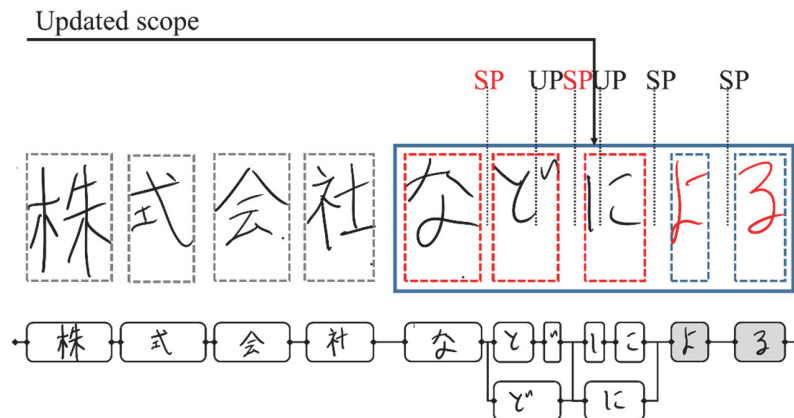 Updated scope
SP UP SP UP SP SP
株式会社などによる
株 式 会 社 な と ゛ し こ よ る
ど に